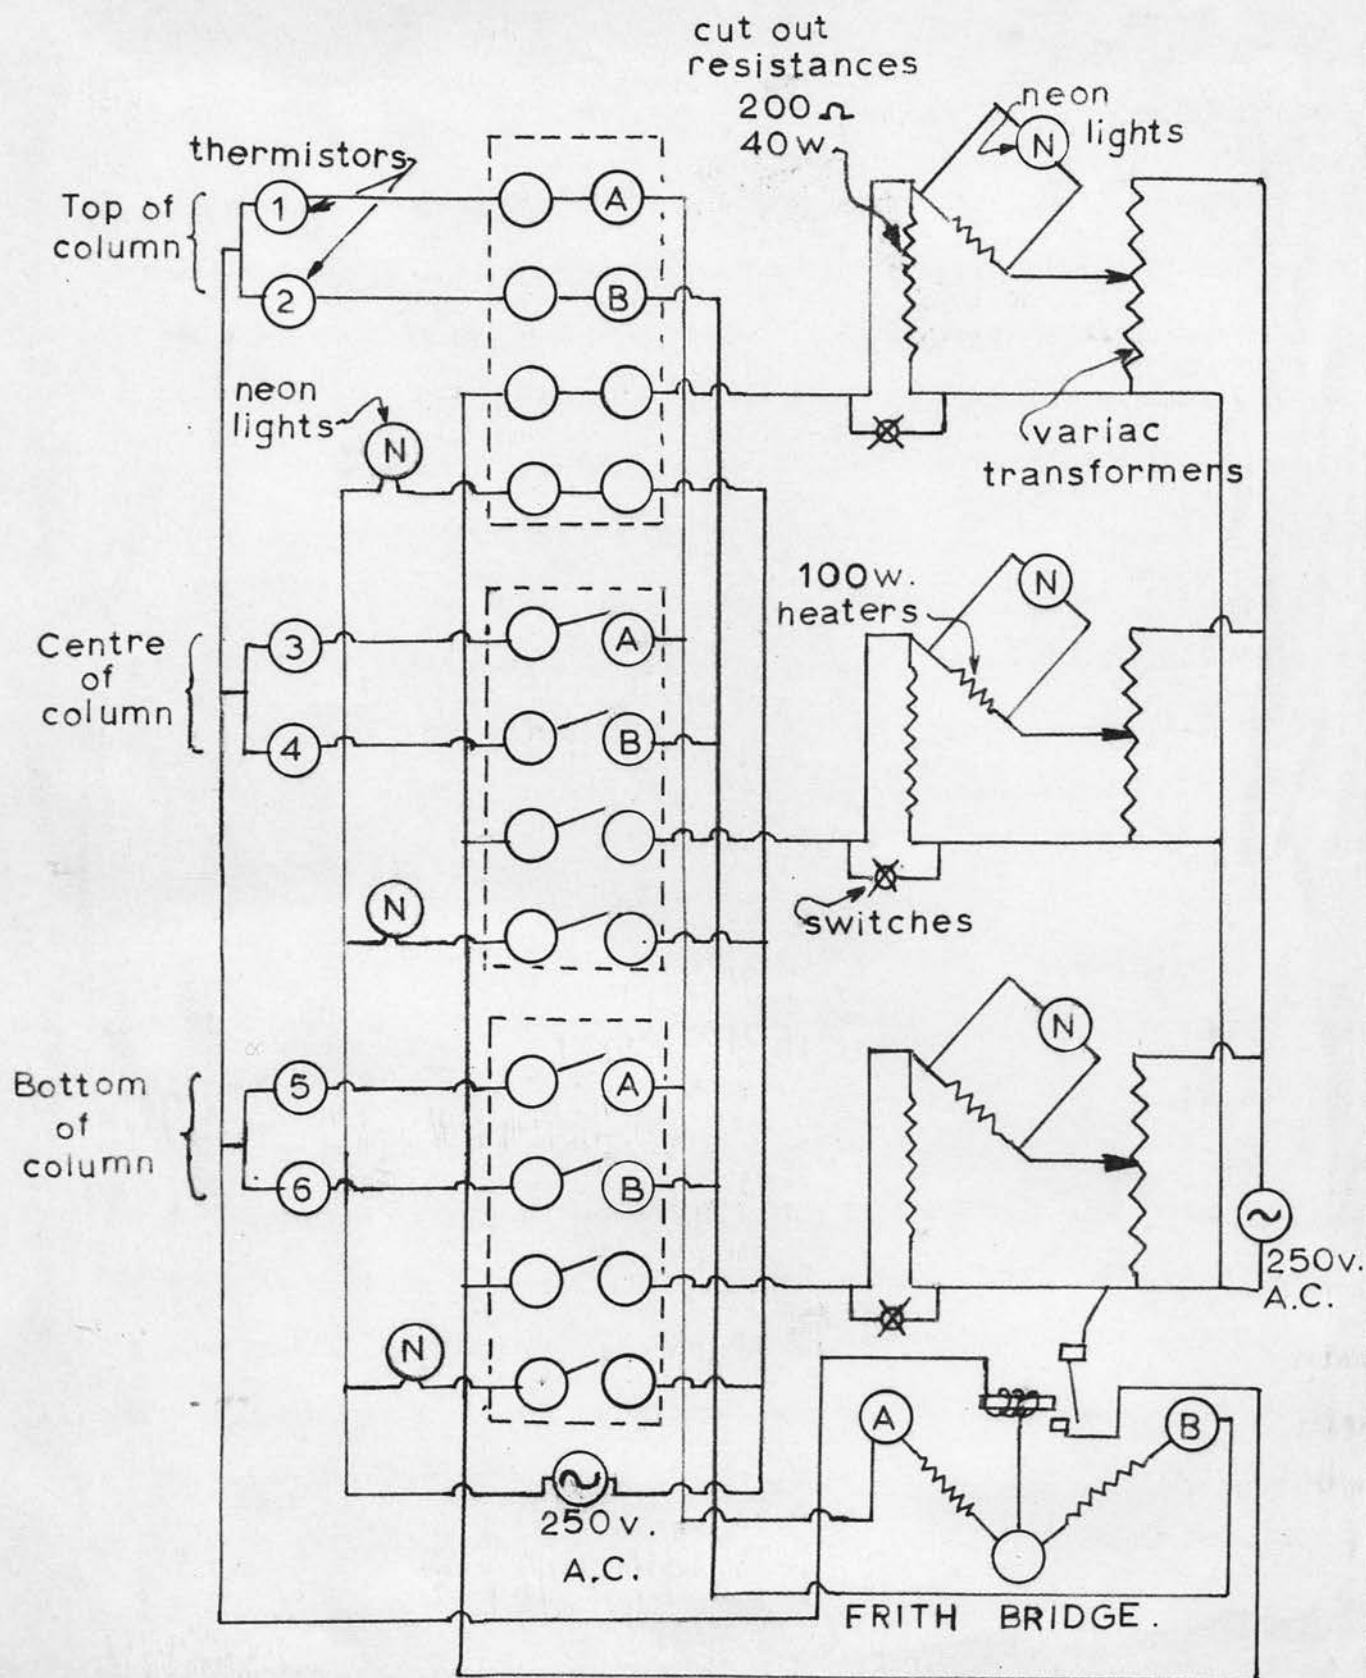 cut out
resistances
200 Ω
40 W.
neon
lights
N
thermistors
Top of
column
1
2
A
B
neon
lights
N
variac
transformers
100 w.
heaters
N
Centre
of
column
3
4
A
B
N
switches
N
Bottom
of
column
5
6
A
B
N
250 v.
A.C.
A
B
250 v.
A.C.
FRITH BRIDGE.